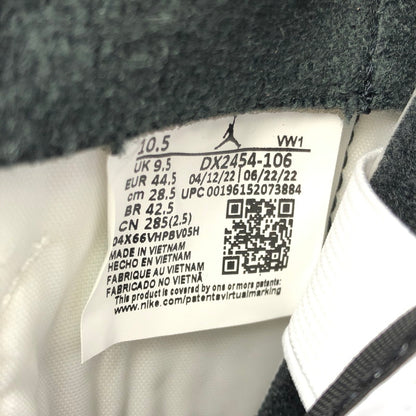 10.5 VW1
UK 9.5 DX2454-106
EUR 44.5 04/12/22 06/22/22
cm 28.5 UPC 00196152073884
BR 42.5
CN 285(2.5)
04X66VHPBV05H
MADE IN VIETNAM
HECHO EN VIETNAM
FABRIQUE AU VIETNAM
FABRICADO NO VIETNÃ
This product is covered by one or more patents. See
www.nike.com/patentsvirtualmarking